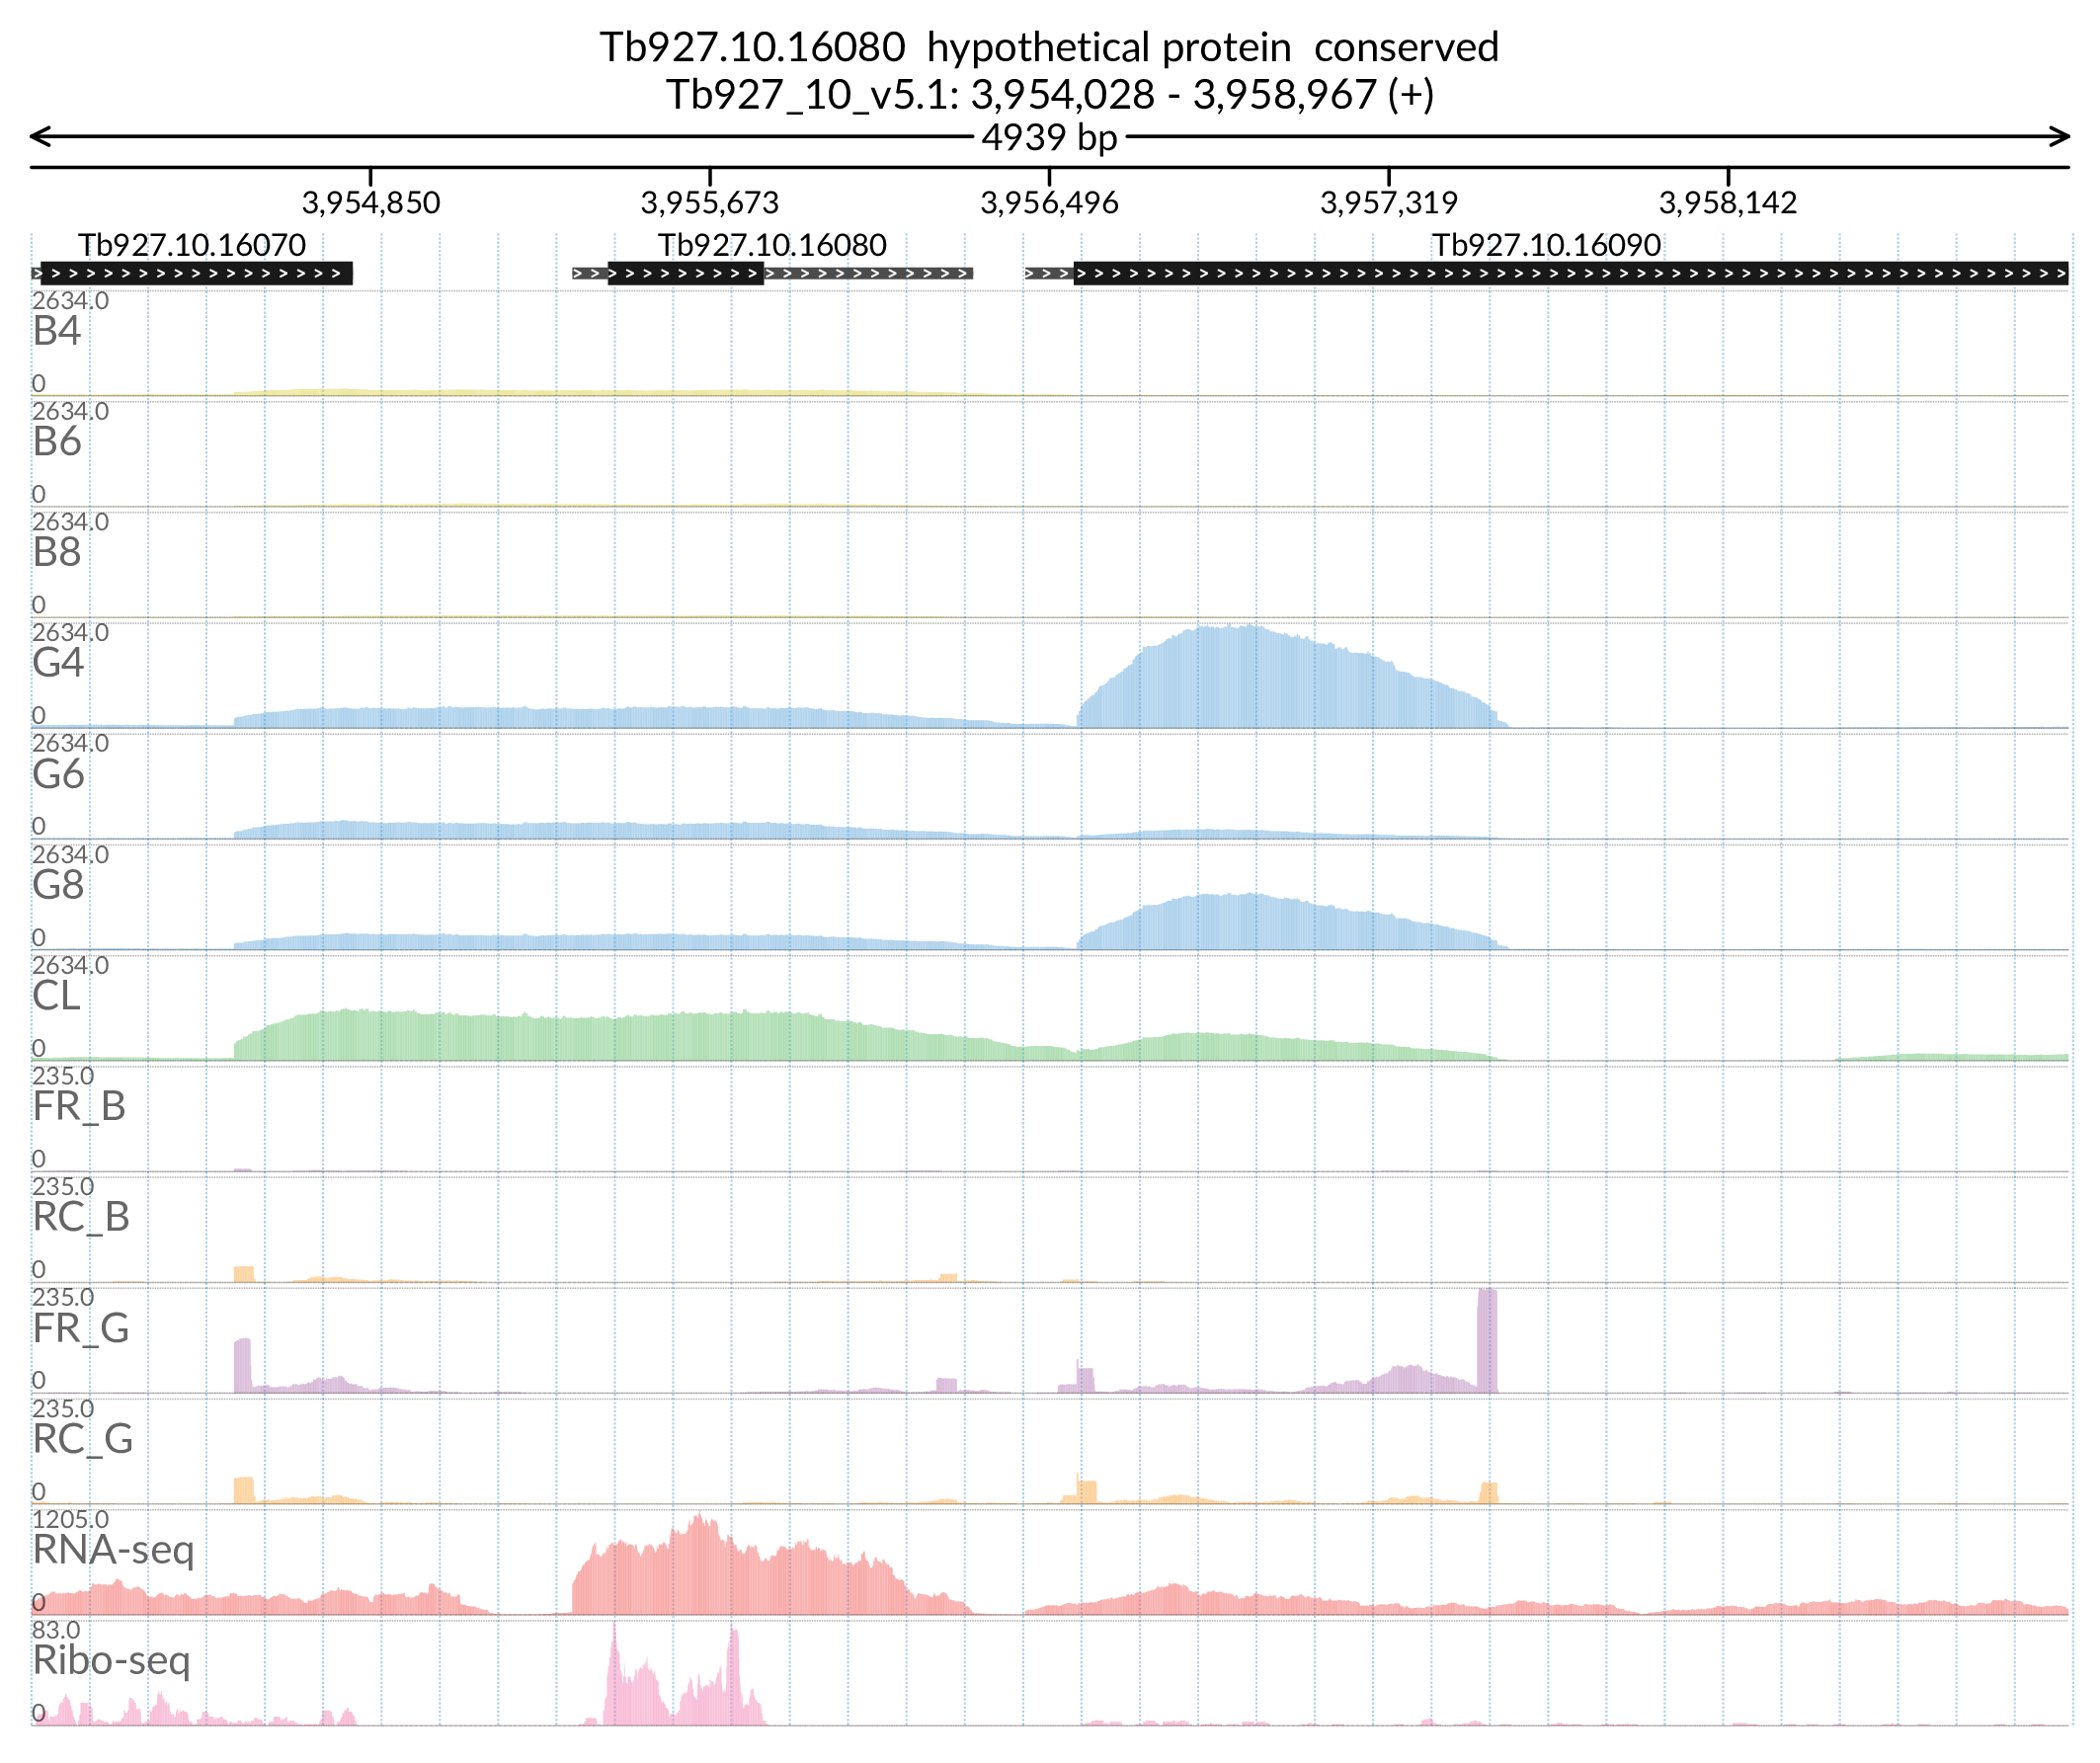 Tb927.10.16080 hypothetical protein conserved
Tb927_10_v5.1: 3,954,028 - 3,958,967 (+)
4939 bp
3,954,850 3,955,673 3,956,496 3,957,319 3,958,142
Tb927.10.16070 Tb927.10.16080 Tb927.10.16090
2634.0
B4
0
2634.0
B6
0
2634.0
B8
0
2634.0
G4
0
2634.0
G6
0
2634.0
G8
0
2634.0
CL
0
235.0
FR_B
0
235.0
RC_B
0
235.0
FR_G
0
235.0
RC_G
0
1205.0
RNA-seq
0
83.0
Ribo-seq
0